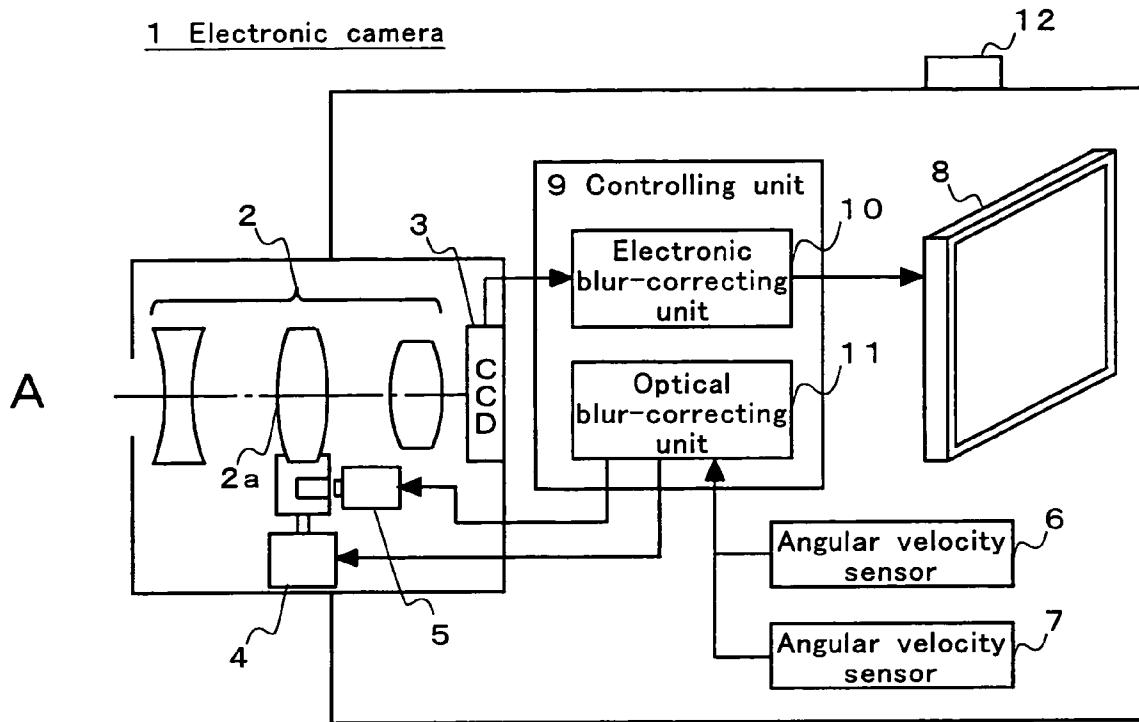 1 Electronic camera
12
9 Controlling unit
8
2
3
10
Electronic
blur-correcting
unit
11
A
CCD
Optical
blur-correcting
unit
2a
6
Angular velocity
sensor
4
5
7
Angular velocity
sensor